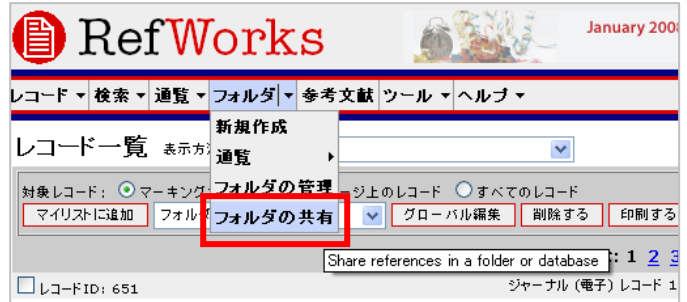 RefWorks
January 200
レコード 検索 通覧 フォルダ 参考文献 ツール ヘルプ
新規作成
レコード一覧 表示方
通覧
対象レコード: マーキング フォルダの管理 ージ上のレコード すべてのレコード
マイリストに追加 フォルダ フォルダの共有 グローバル編集 削除する 印刷する
Share references in a folder or database : 1 2 3
レコードID: 651 ジャーナル (電子) レコード 1